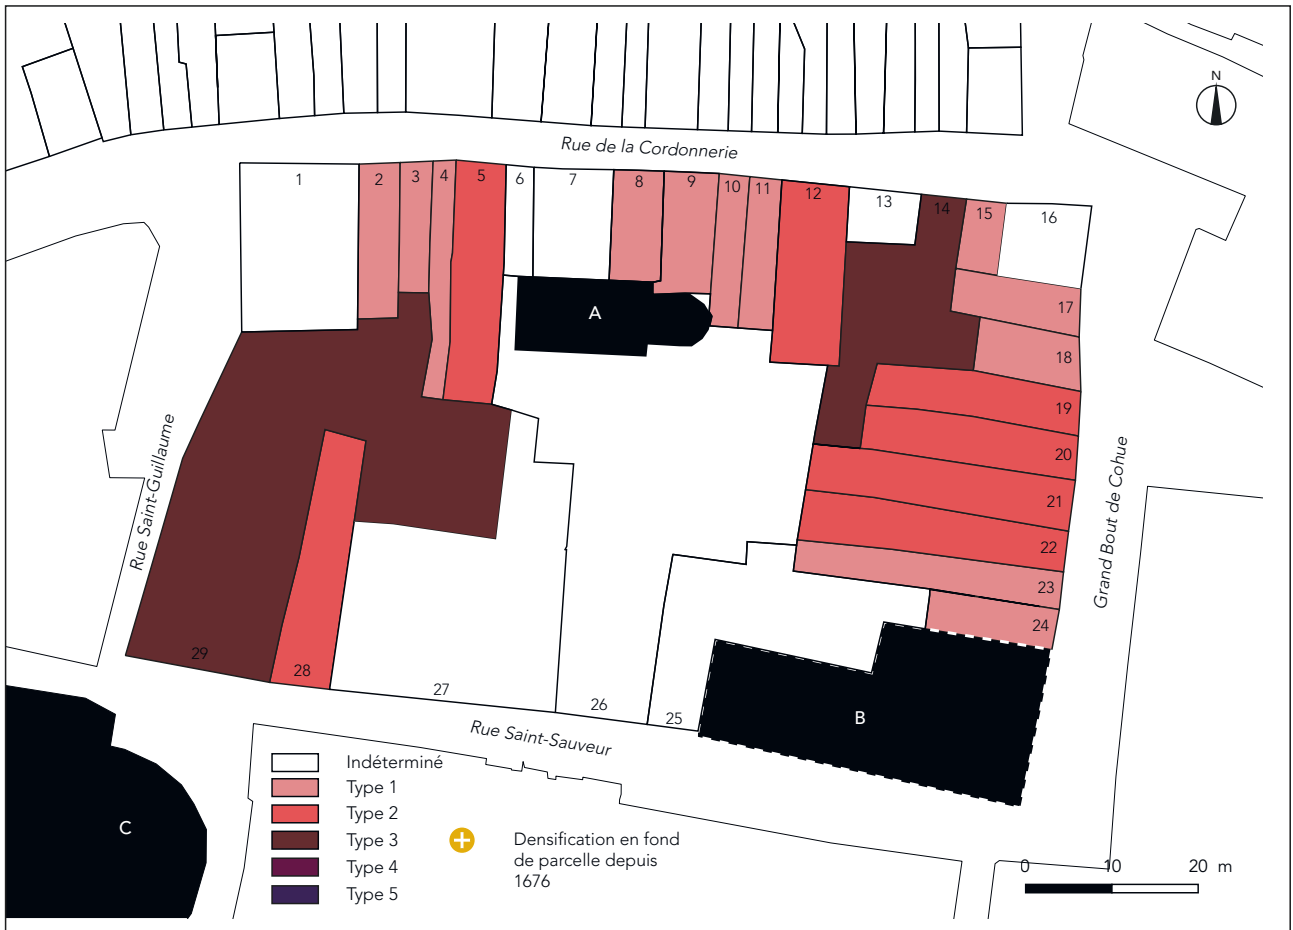 N
Rue de la Cordonnerie
1
2
3
4
5
6
7
8
9
10
11
12
13
14
15
16
17
18
19
20
21
22
23
24
A
Rue Saint-Guillaume
Grand Bout de Cohue
29
28
27
26
25
B
Rue Saint-Sauveur
C
Indéterminé
Type 1
Type 2
Type 3
Type 4
Type 5
Densification en fond
de parcelle depuis
1676
0 10 20 m